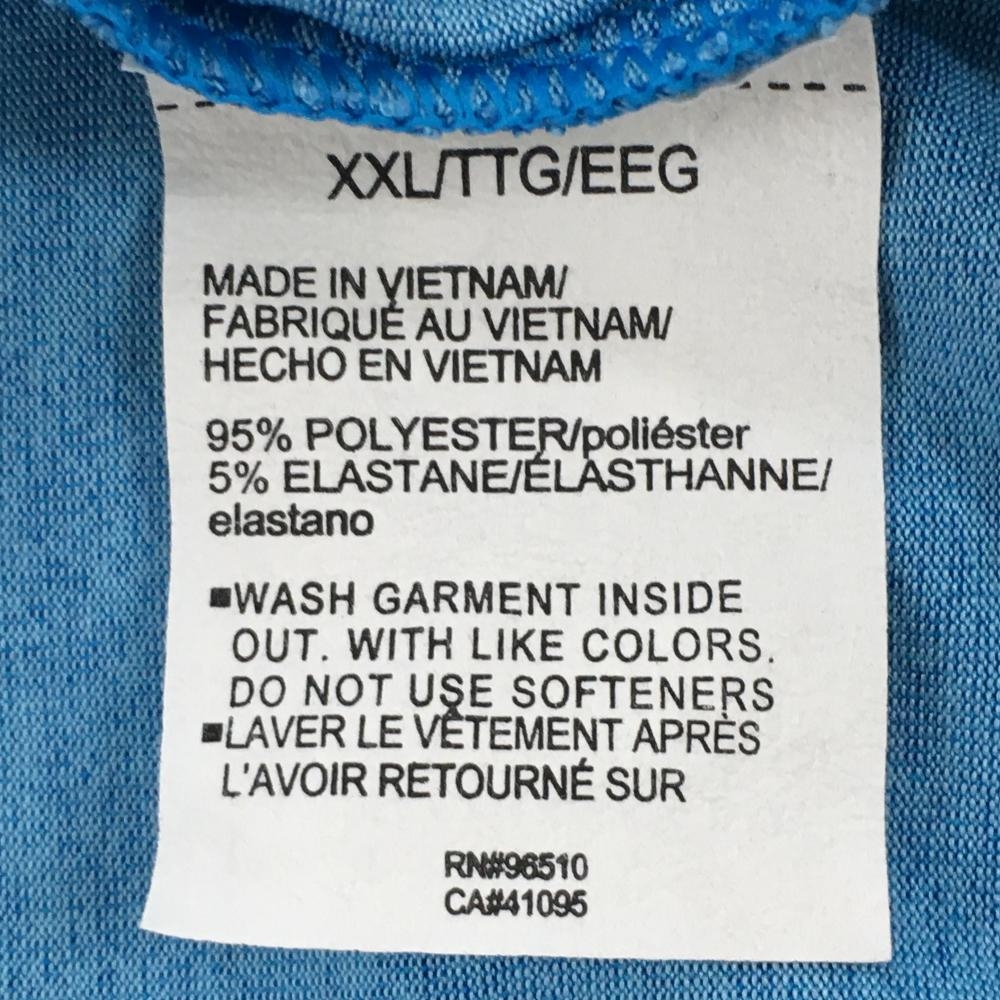 XXL/TTG/EEG
MADE IN VIETNAM/
FABRIQUÉ AU VIETNAM/
HECHO EN VIETNAM
95% POLYESTER/poliéster
5% ELASTANE/ÉLASTHANNE/
elastano
▪WASH GARMENT INSIDE
OUT. WITH LIKE COLORS.
DO NOT USE SOFTENERS
▪LAVER LE VÊTEMENT APRÈS
L'AVOIR RETOURNÉ SUR
RN#96510
CA#41095